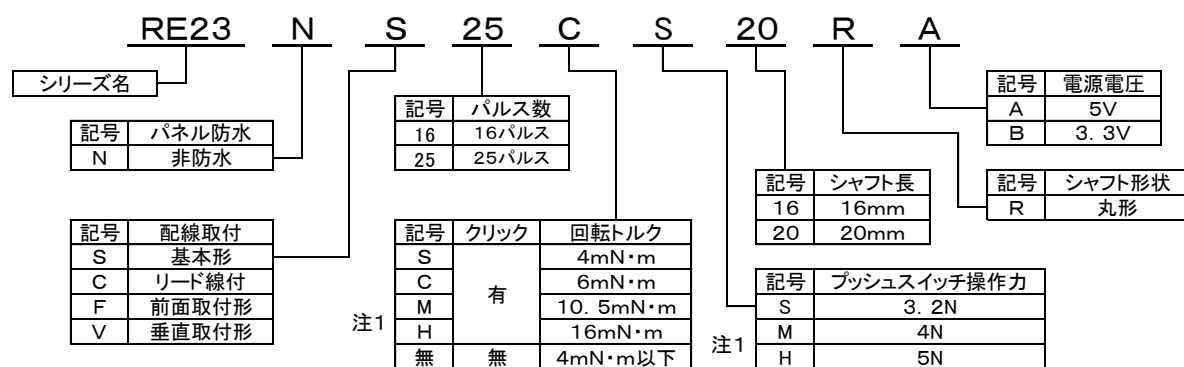 RE23 N S 25 C S 20 R A
シリーズ名
記号 パネル防水
N 非防水
記号 配線取付
S 基本形
C リード線付
F 前面取付形
V 垂直取付形
記号 パルス数
16 16パルス
25 25パルス
注1
記号 クリック 回転トルク
S 有 4mN・m
C 6mN・m
M 10.5mN・m
H 16mN・m
無 無 4mN・m以下
注1
記号 プッシュスイッチ操作力
S 3.2N
M 4N
H 5N
記号 シャフト長
16 16mm
20 20mm
記号 シャフト形状
R 丸形
記号 電源電圧
A 5V
B 3.3V